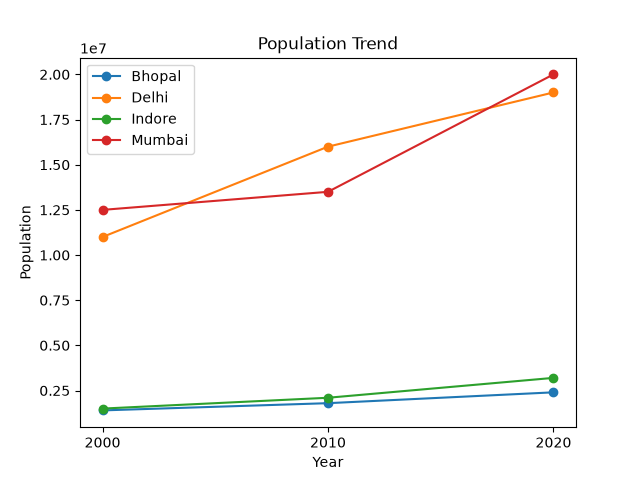 Population Trend
1e7
Bhopal
Delhi
Indore
Mumbai
2.00
1.75
1.50
1.25
1.00
0.75
0.50
0.25
Population
2000 2010 2020
Year